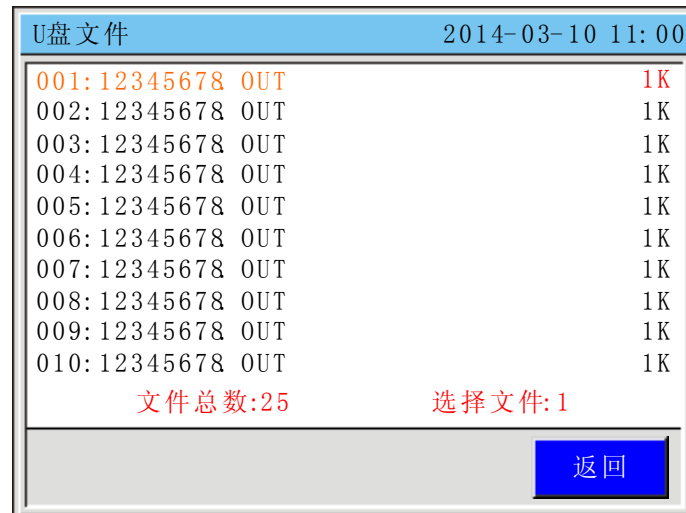 U盘文件 2014-03-10 11:00
001:12345678.OUT 1K
002:12345678.OUT 1K
003:12345678.OUT 1K
004:12345678.OUT 1K
005:12345678.OUT 1K
006:12345678.OUT 1K
007:12345678.OUT 1K
008:12345678.OUT 1K
009:12345678.OUT 1K
010:12345678.OUT 1K
文件总数:25 选择文件:1
返回